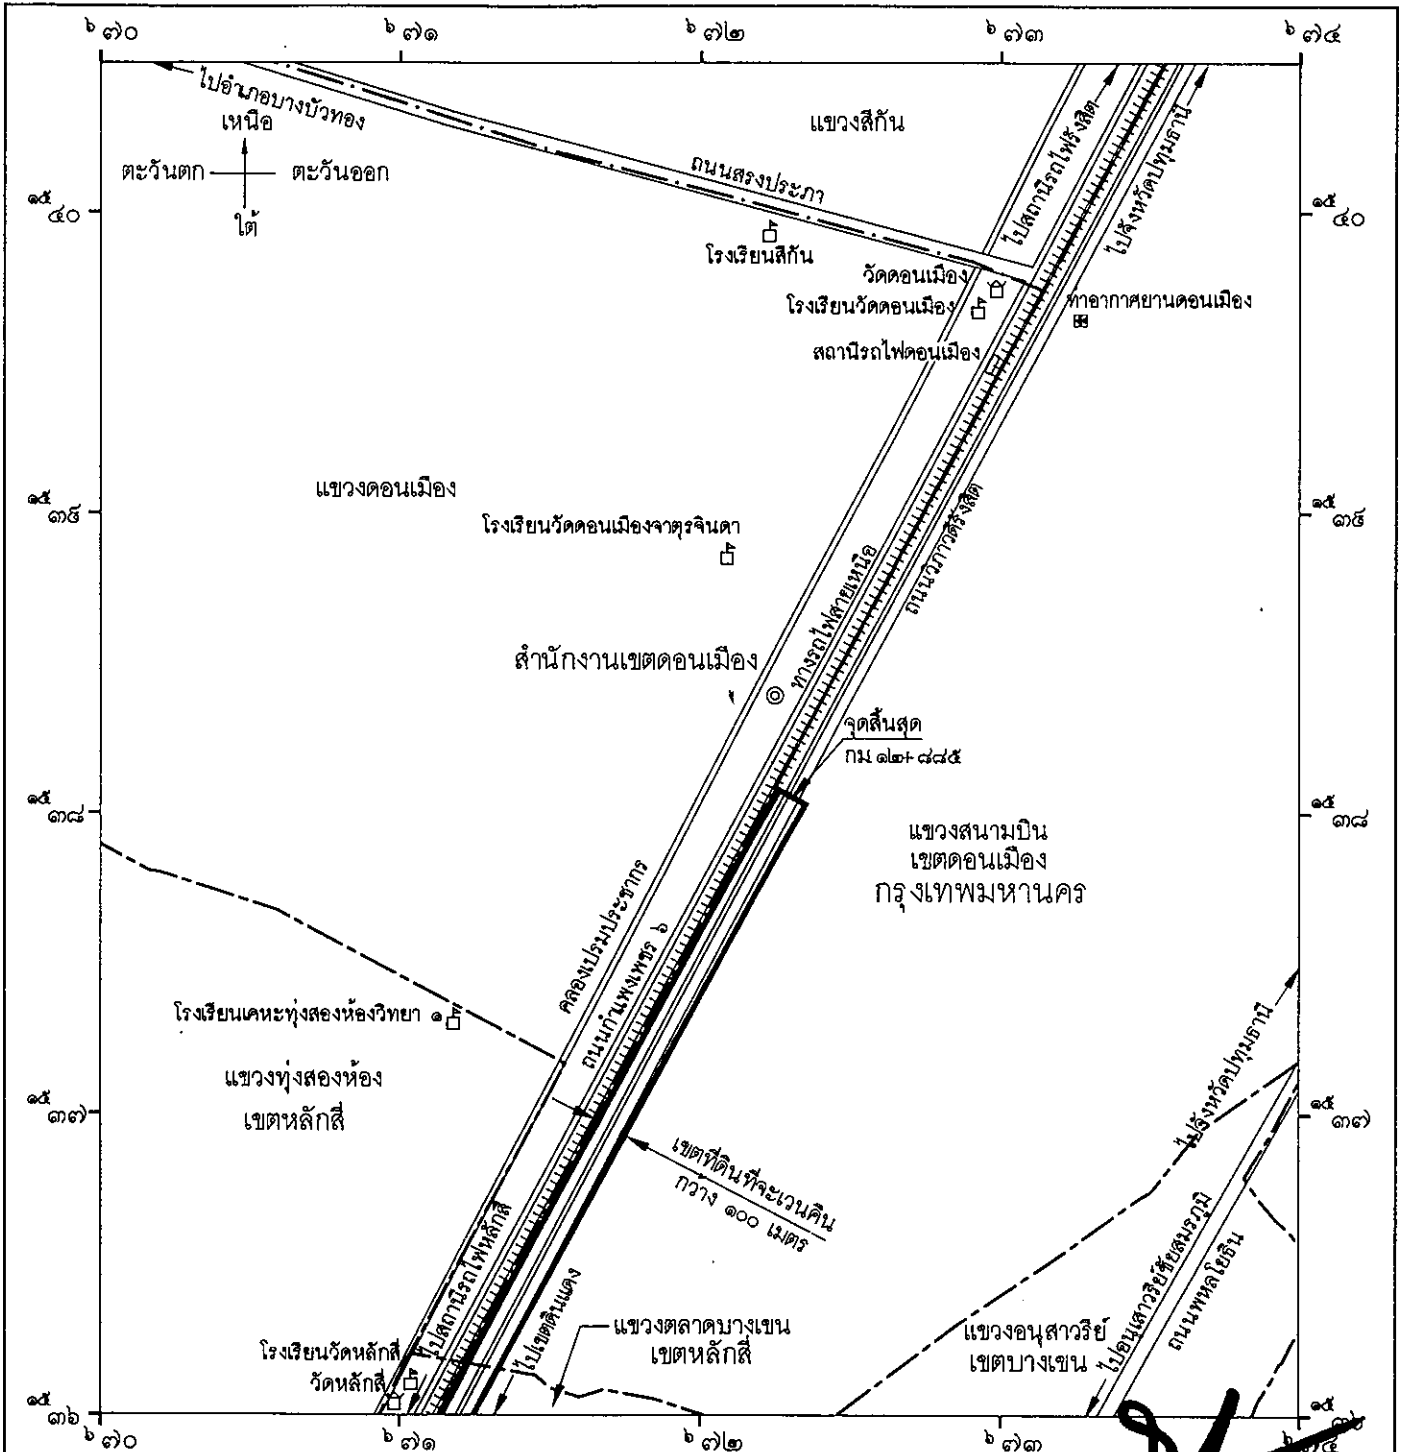 ๖๗๐
๖๗๑
๖๗๒
๖๗๓
๖๗๔
ไปอำเภอบางบัวทอง
เหนือ
ตะวันตก
ตะวันออก
ใต้
แขวงสีกัน
ถนนสรงประภา
ไปสถานีรถไฟรังสิต
ไปจังหวัดปทุมธานี
๑๕๔๐
๑๕๔๐
โรงเรียนสีกัน
วัดดอนเมือง
โรงเรียนวัดดอนเมือง
ท่าอากาศยานดอนเมือง
สถานีรถไฟดอนเมือง
แขวงดอนเมือง
๑๕๓๙
๑๕๓๙
โรงเรียนวัดดอนเมืองจาตุรจินดา
ถนนวิภาวดีรังสิต
ทางรถไฟสายเหนือ
สำนักงานเขตดอนเมือง
จุดสิ้นสุด
กม ๑๒+๘๘๕
๑๕๓๘
๑๕๓๘
แขวงสนามบิน
เขตดอนเมือง
กรุงเทพมหานคร
คลองเปรมประชากร
ถนนกำแพงเพชร ๖
โรงเรียนเคหะทุ่งสองห้องวิทยา ๑
แขวงทุ่งสองห้อง
เขตหลักสี่
ไปจังหวัดปทุมธานี
๑๕๓๗
๑๕๓๗
เขตที่ดินที่จะเวนคืน
กว้าง ๑๐๐ เมตร
ไปสถานีรถไฟหลักสี่
ไปเขตดินแดง
ไปอนุเสาวรีย์ชัยสมรภูมิ
ถนนพหลโยธิน
แขวงตลาดบางเขน
เขตหลักสี่
แขวงอนุสาวรีย์
เขตบางเขน
โรงเรียนวัดหลักสี่
วัดหลักสี่
๑๕๓๖
๑๕๓๖
๖๗๐
๖๗๑
๖๗๒
๖๗๓
๖๗๔